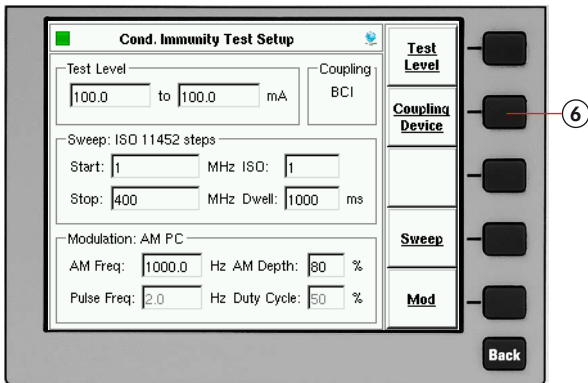 Cond. Immunity Test Setup
Test Level
100.0 to 100.0 mA
Coupling
BCI
Sweep: ISO 11452 steps
Start: 1 MHz ISO: 1
Stop: 400 MHz Dwell: 1000 ms
Modulation: AM PC
AM Freq: 1000.0 Hz AM Depth: 80 %
Pulse Freq: 2.0 Hz Duty Cycle: 50 %
Test
Level
Coupling
Device
Sweep
Mod
Back
6